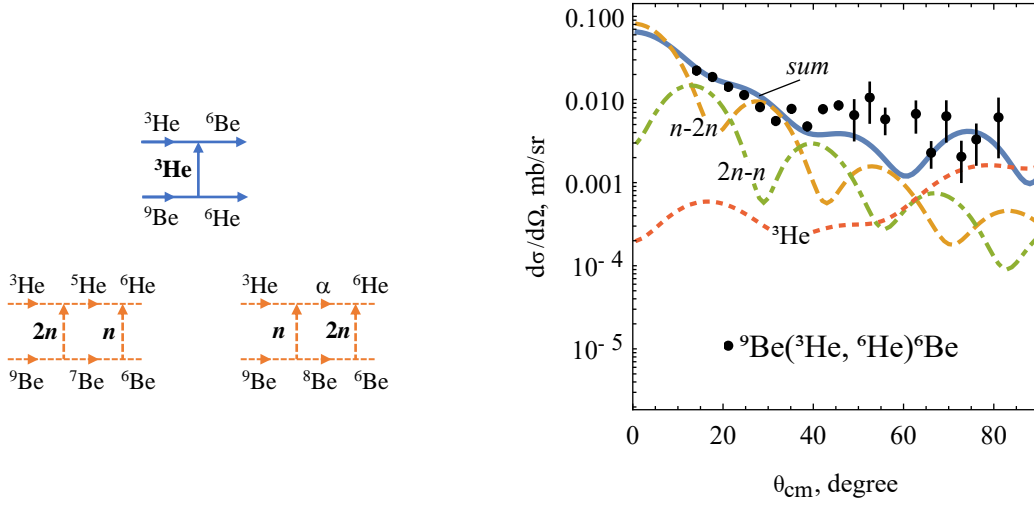 ³He ⁶Be
³He
⁹Be ⁶He
³He ⁵He ⁶He
2n n
⁹Be ⁷Be ⁶Be
³He α ⁶He
n 2n
⁹Be ⁸Be ⁶Be
dσ/dΩ, mb/sr
0.100
0.010
0.001
10⁻⁴
10⁻⁵
sum
n-2n
2n-n
³He
⁹Be(³He, ⁶He)⁶Be
0 20 40 60 80
θcm, degree